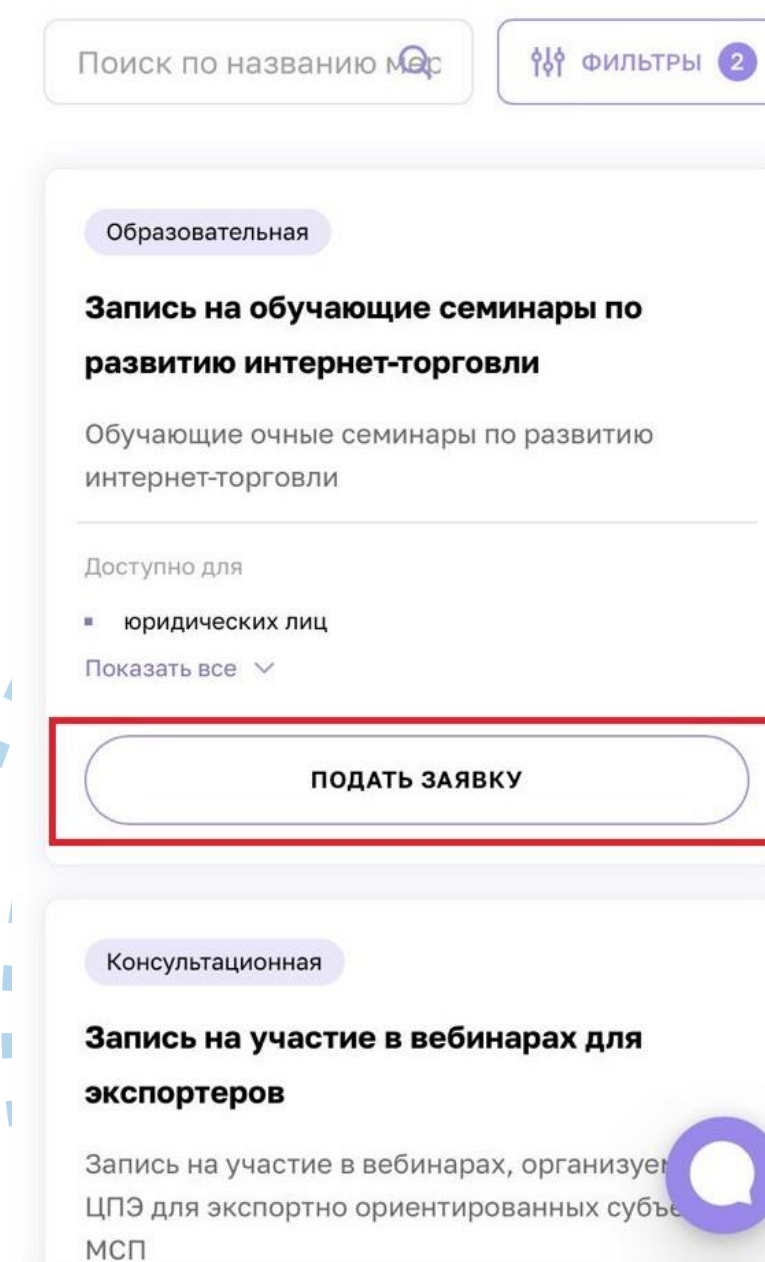 Поиск по названию мер
ФИЛЬТРЫ 2
Образовательная
Запись на обучающие семинары по
развитию интернет-торговли
Обучающие очные семинары по развитию
интернет-торговли
Доступно для
юридических лиц
Показать все
ПОДАТЬ ЗАЯВКУ
Консультационная
Запись на участие в вебинарах для
экспортеров
Запись на участие в вебинарах,
ЦПЭ для экспортно ориентированных
МСП